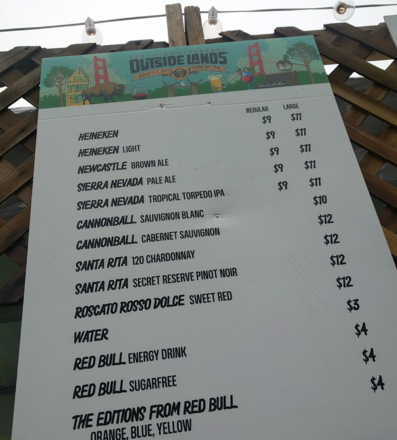 OUTSIDE LANDS
REGULAR LARGE
HEINEKEN $9 $11
HEINEKEN LIGHT $9 $11
NEWCASTLE BROWN ALE $9 $11
SIERRA NEVADA PALE ALE $9 $11
SIERRA NEVADA TROPICAL TORPEDO IPA $9 $11
CANNONBALL SAUVIGNON BLANC $10
CANNONBALL CABERNET SAUVIGNON $12
SANTA RITA 120 CHARDONNAY $12
SANTA RITA SECRET RESERVE PINOT NOIR $12
ROSCATO ROSSO DOLCE SWEET RED $12
WATER $3
RED BULL ENERGY DRINK $4
RED BULL SUGARFREE $4
THE EDITIONS FROM RED BULL $4
ORANGE, BLUE, YELLOW